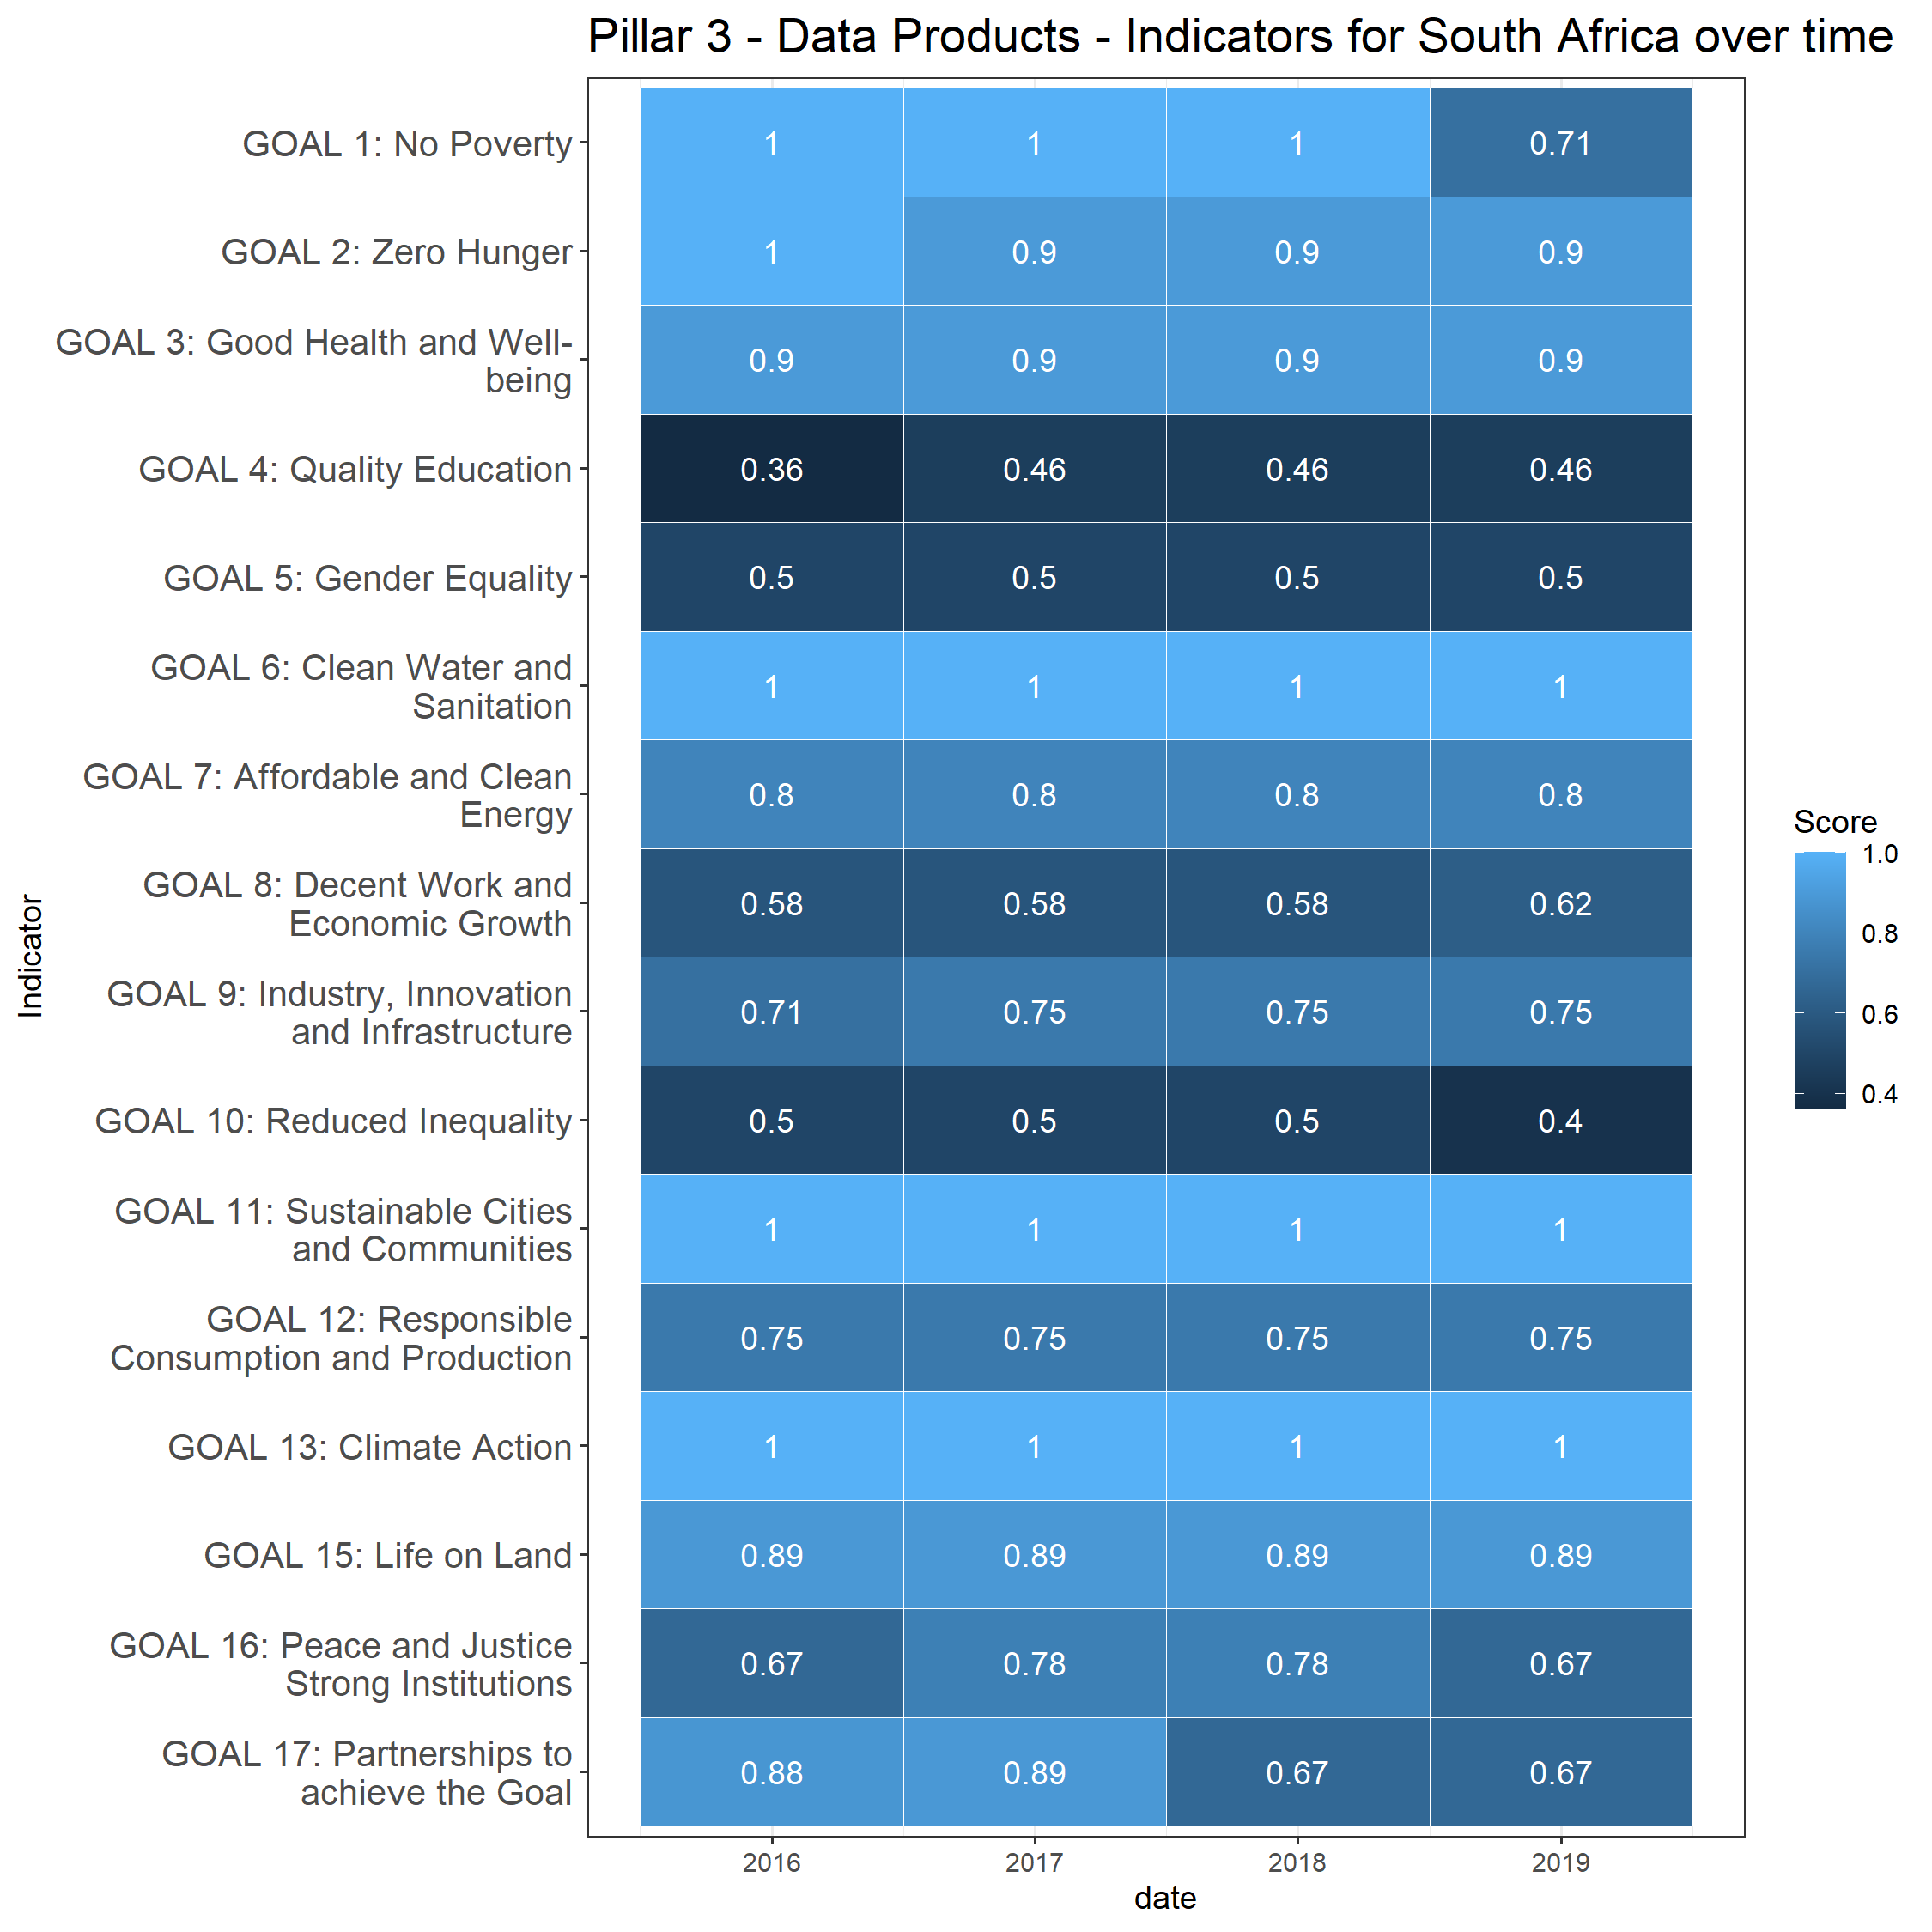 Pillar 3 - Data Products - Indicators for South Africa over time
GOAL 1: No Poverty
1 1 1 0.71
GOAL 2: Zero Hunger
1 0.9 0.9 0.9
GOAL 3: Good Health and Well-
being
0.9 0.9 0.9 0.9
GOAL 4: Quality Education
0.36 0.46 0.46 0.46
GOAL 5: Gender Equality
0.5 0.5 0.5 0.5
GOAL 6: Clean Water and
Sanitation
1 1 1 1
GOAL 7: Affordable and Clean
Energy
0.8 0.8 0.8 0.8
GOAL 8: Decent Work and
Economic Growth
0.58 0.58 0.58 0.62
GOAL 9: Industry, Innovation
and Infrastructure
0.71 0.75 0.75 0.75
GOAL 10: Reduced Inequality
0.5 0.5 0.5 0.4
GOAL 11: Sustainable Cities
and Communities
1 1 1 1
GOAL 12: Responsible
Consumption and Production
0.75 0.75 0.75 0.75
GOAL 13: Climate Action
1 1 1 1
GOAL 15: Life on Land
0.89 0.89 0.89 0.89
GOAL 16: Peace and Justice
Strong Institutions
0.67 0.78 0.78 0.67
GOAL 17: Partnerships to
achieve the Goal
0.88 0.89 0.67 0.67
2016 2017 2018 2019
date
Indicator
Score
1.0
0.8
0.6
0.4